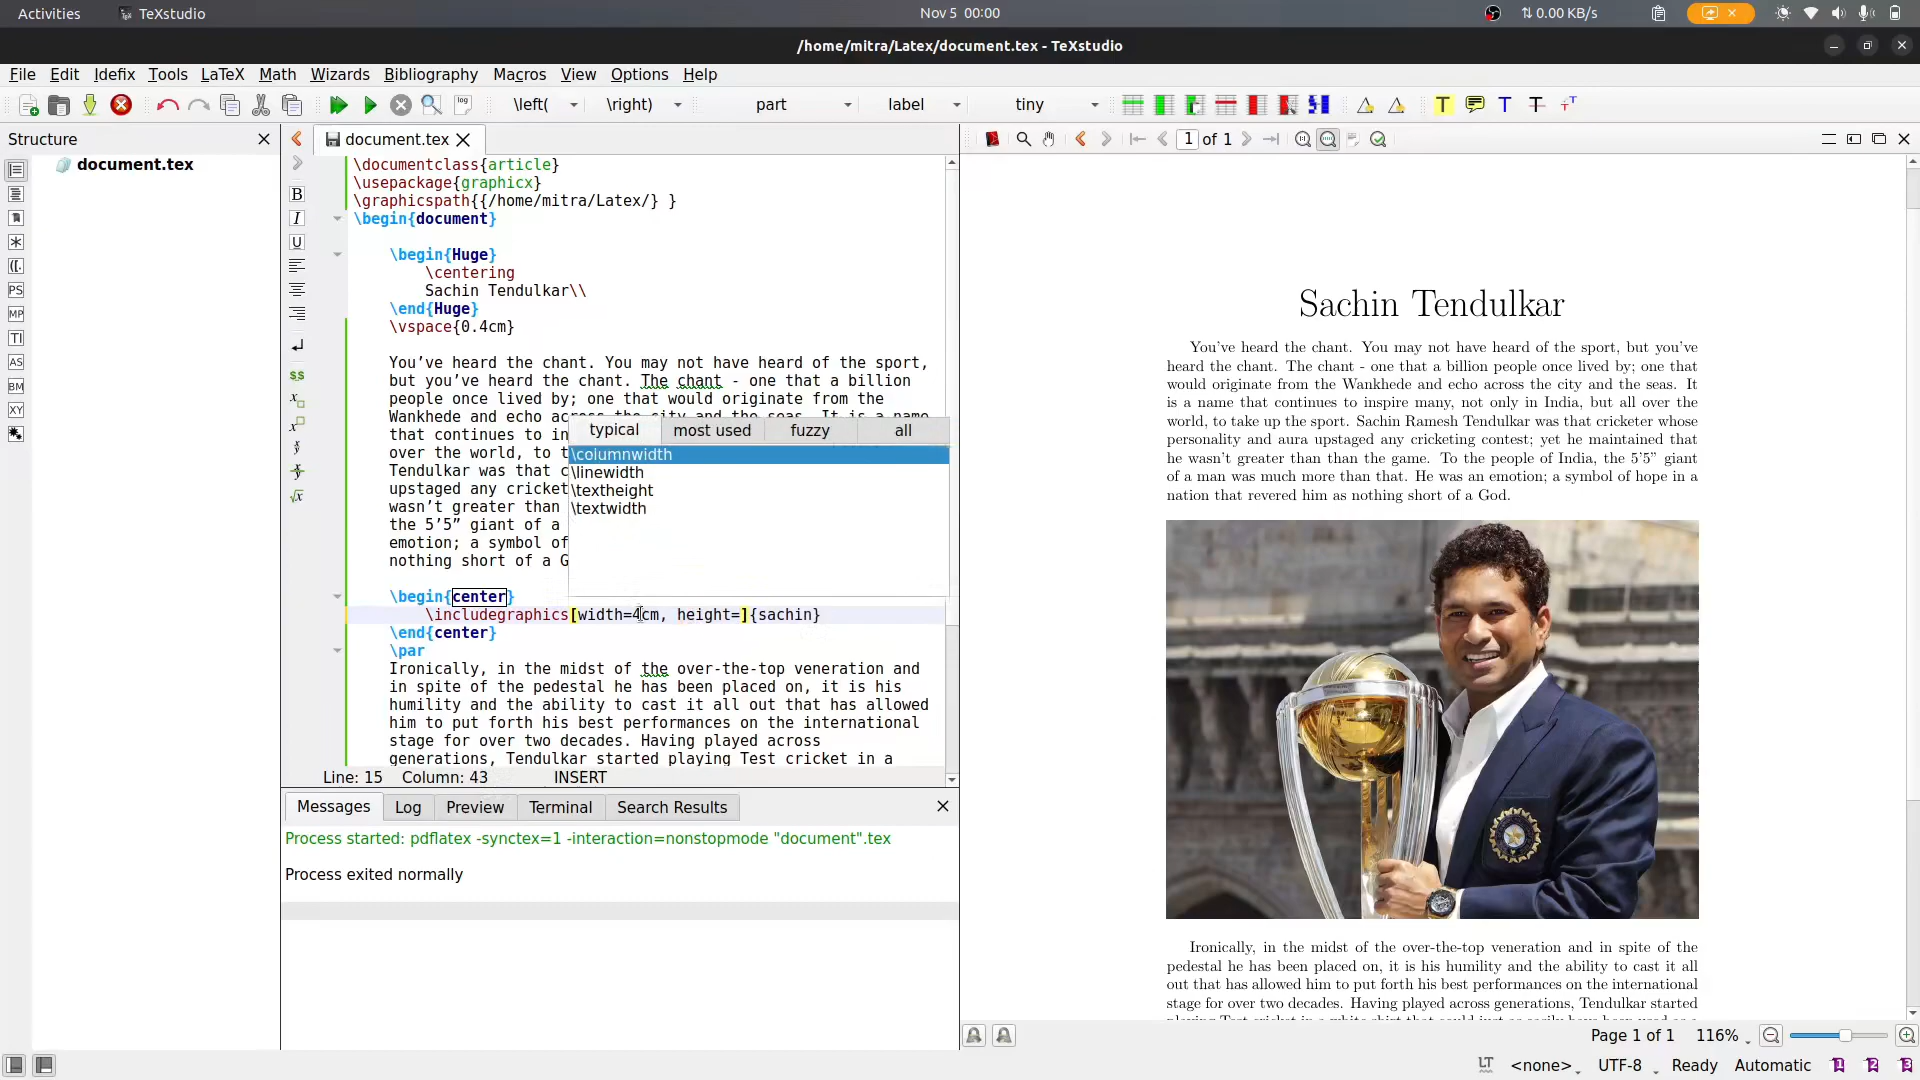 Activities TeXstudio Nov 5 00:00 0.00 KB/s
/home/mitra/Latex/document.tex - TeXstudio
File Edit Idefix Tools LaTeX Math Wizards Bibliography Macros View Options Help
log \left( \right) part label tiny
Structure document.tex 1 of 1
document.tex
\documentclass{article}
\usepackage{graphicx}
\graphicspath{{/home/mitra/Latex/} }
\begin{document}
\begin{Huge}
\centering
Sachin Tendulkar\\
\end{Huge}
\vspace{0.4cm}
You’ve heard the chant. You may not have heard of the sport,
but you’ve heard the chant. The chant - one that a billion
people once lived by; one that would originate from the
Wankhede and echo across the city and the seas. It is a name
that continues to in
over the world, to t
Tendulkar was that c
upstaged any cricket
wasn’t greater than
the 5’5” giant of a
emotion; a symbol of
nothing short of a G
typical most used fuzzy all
\columnwidth
\linewidth
\textheight
\textwidth
\begin{center}
\includegraphics[width=4cm, height=]{sachin}
\end{center}
\par
Ironically, in the midst of the over-the-top veneration and
in spite of the pedestal he has been placed on, it is his
humility and the ability to cast it all out that has allowed
him to put forth his best performances on the international
stage for over two decades. Having played across
generations, Tendulkar started playing Test cricket in a
Line: 15 Column: 43 INSERT
Messages Log Preview Terminal Search Results
Process started: pdflatex -synctex=1 -interaction=nonstopmode "document".tex
Process exited normally
Sachin Tendulkar
You’ve heard the chant. You may not have heard of the sport, but you’ve
heard the chant. The chant - one that a billion people once lived by; one that
would originate from the Wankhede and echo across the city and the seas. It
is a name that continues to inspire many, not only in India, but all over the
world, to take up the sport. Sachin Ramesh Tendulkar was that cricketer whose
personality and aura upstaged any cricketing contest; yet he maintained that
he wasn’t greater than than the game. To the people of India, the 5’5” giant
of a man was much more than that. He was an emotion; a symbol of hope in a
nation that revered him as nothing short of a God.
Ironically, in the midst of the over-the-top veneration and in spite of the
pedestal he has been placed on, it is his humility and the ability to cast it all
out that has allowed him to put forth his best performances on the international
stage for over two decades. Having played across generations, Tendulkar started
Page 1 of 1 116%
LT <none> UTF-8 Ready Automatic 1 2 3